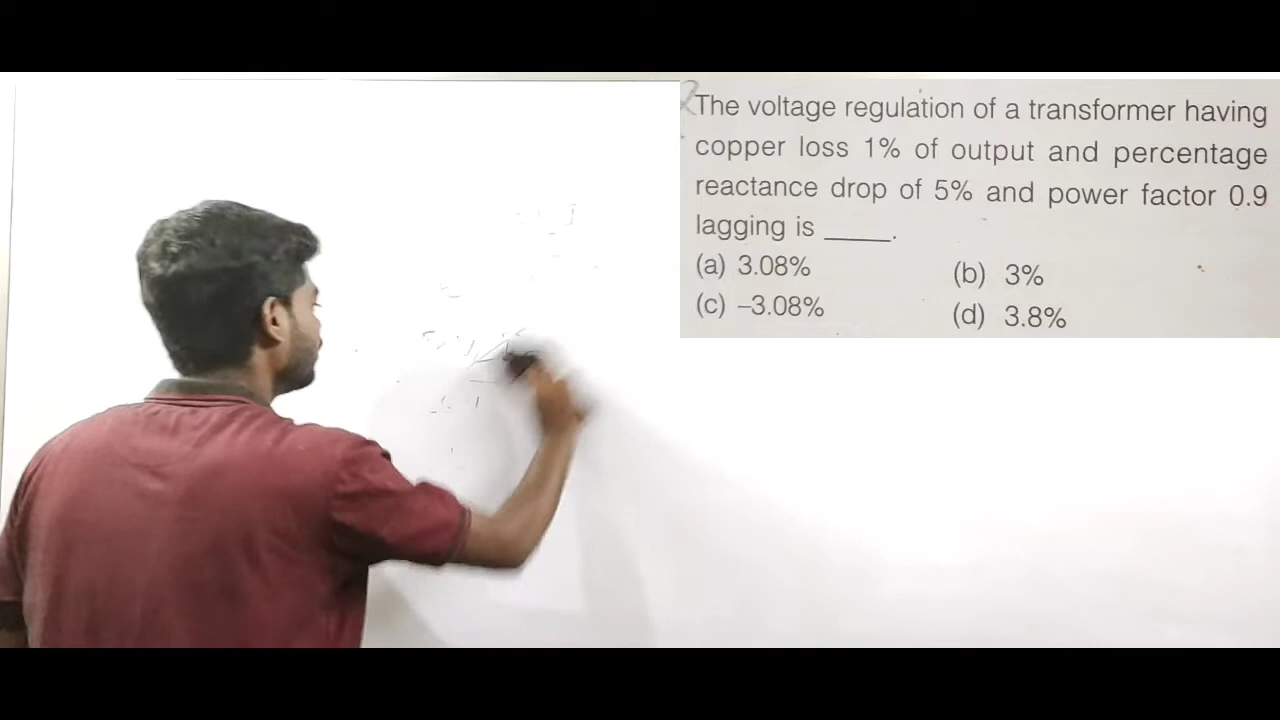 The voltage regulation of a transformer having
copper loss 1% of output and percentage
reactance drop of 5% and power factor 0.9
lagging is _____.
(a) 3.08%
(b) 3%
(c) –3.08%
(d) 3.8%